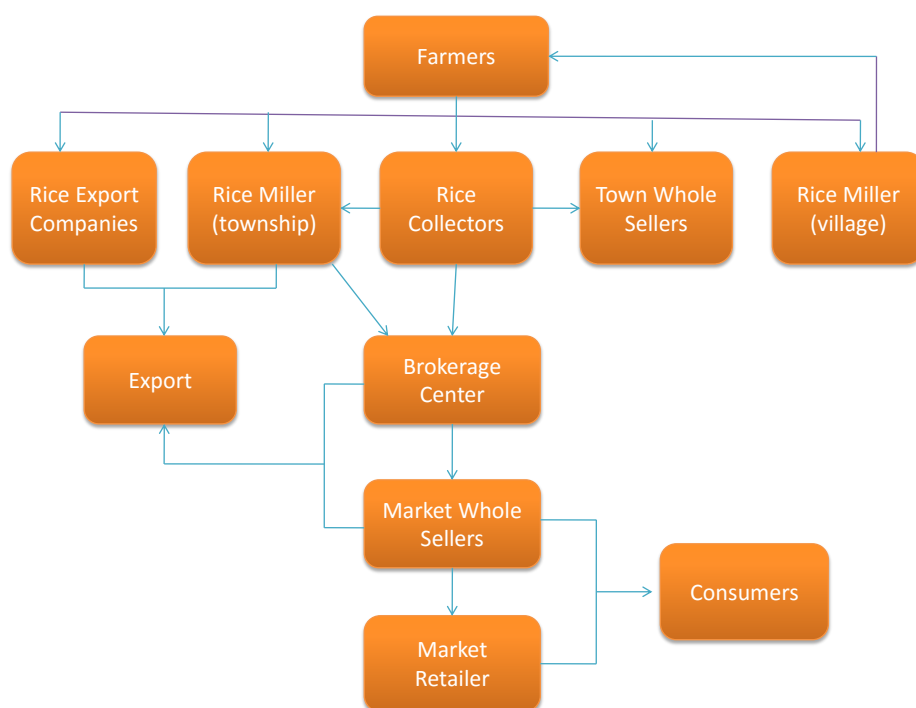 Farmers
Rice Export
Companies
Rice Miller
(township)
Rice
Collectors
Town Whole
Sellers
Rice Miller
(village)
Export
Brokerage
Center
Market Whole
Sellers
Consumers
Market
Retailer